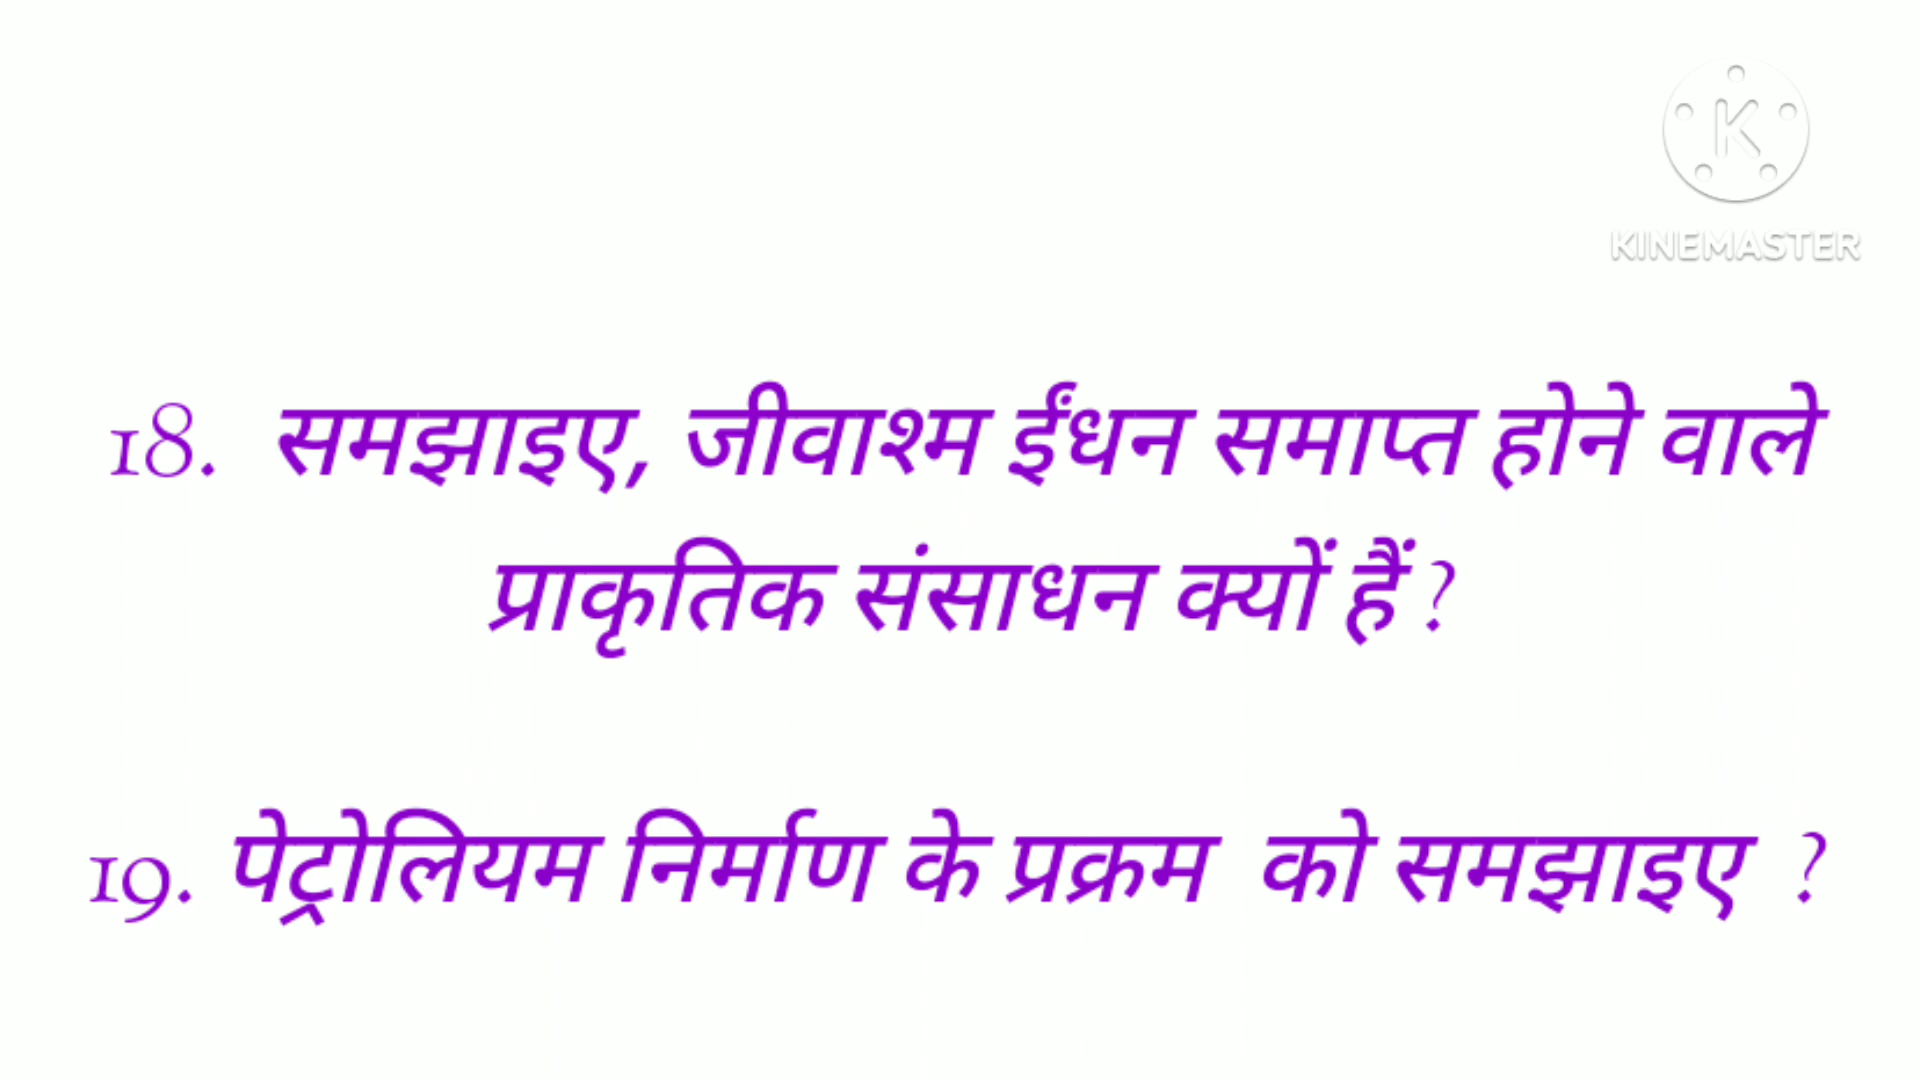 KINEMASTER
18. समझाइए, जीवाश्म ईंधन समाप्त होने वाले
प्राकृतिक संसाधन क्यों हैं ?
19. पेट्रोलियम निर्माण के प्रक्रम को समझाइए ?